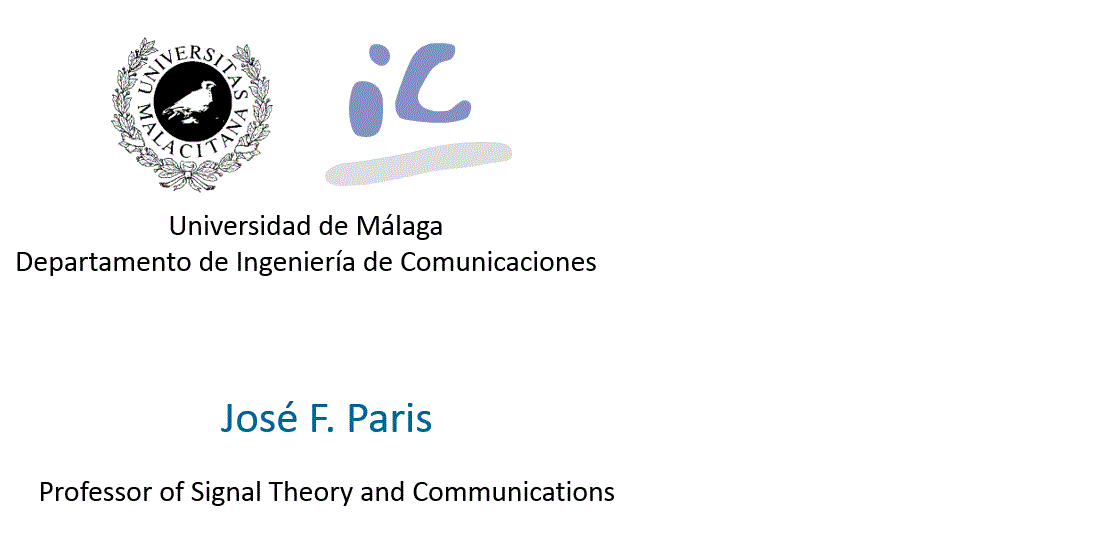 UNIVERSITAS MALACITANA
iC
Universidad de Málaga
Departamento de Ingeniería de Comunicaciones
José F. Paris
Professor of Signal Theory and Communications